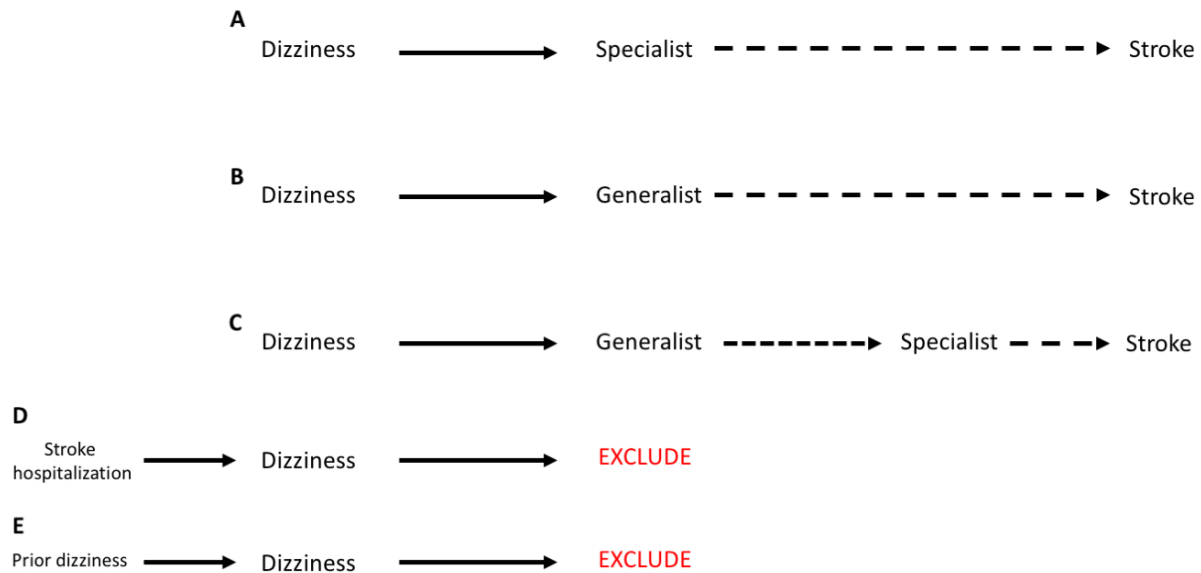 A
Dizziness Specialist Stroke
B
Dizziness Generalist Stroke
C
Dizziness Generalist Specialist Stroke
D
Stroke
hospitalization Dizziness EXCLUDE
E
Prior dizziness Dizziness EXCLUDE